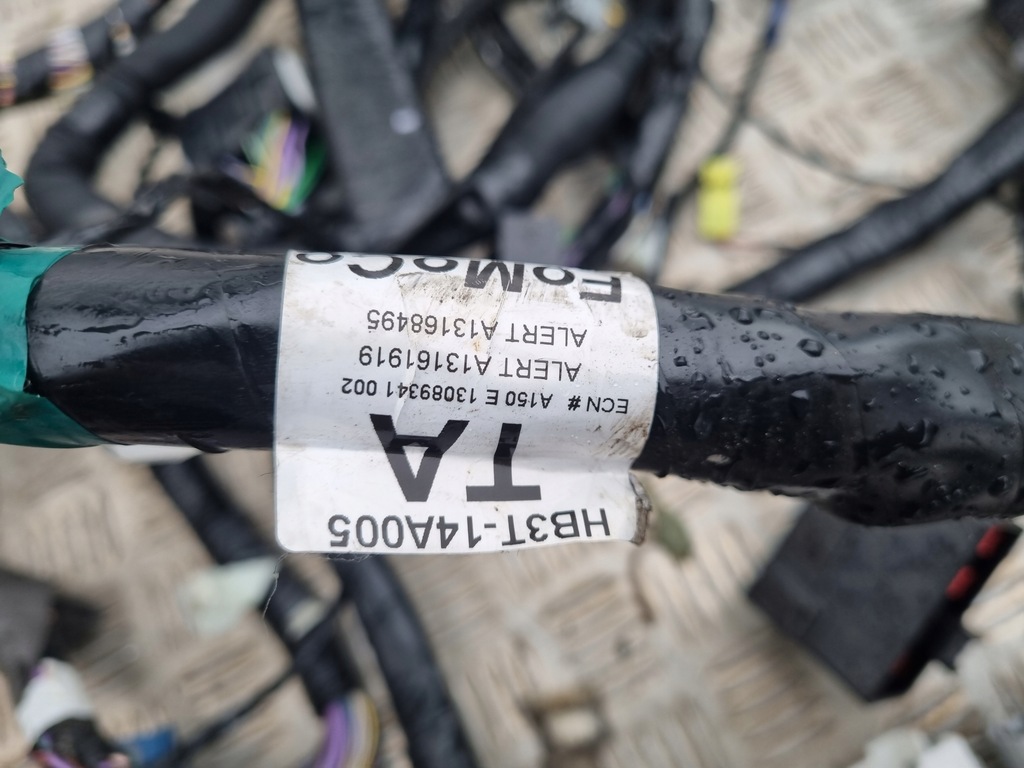 HB3T-14A005
TA
ECN # A150 E 13089341 002
ALERT A13161919
ALERT A13168495
FoMoCo